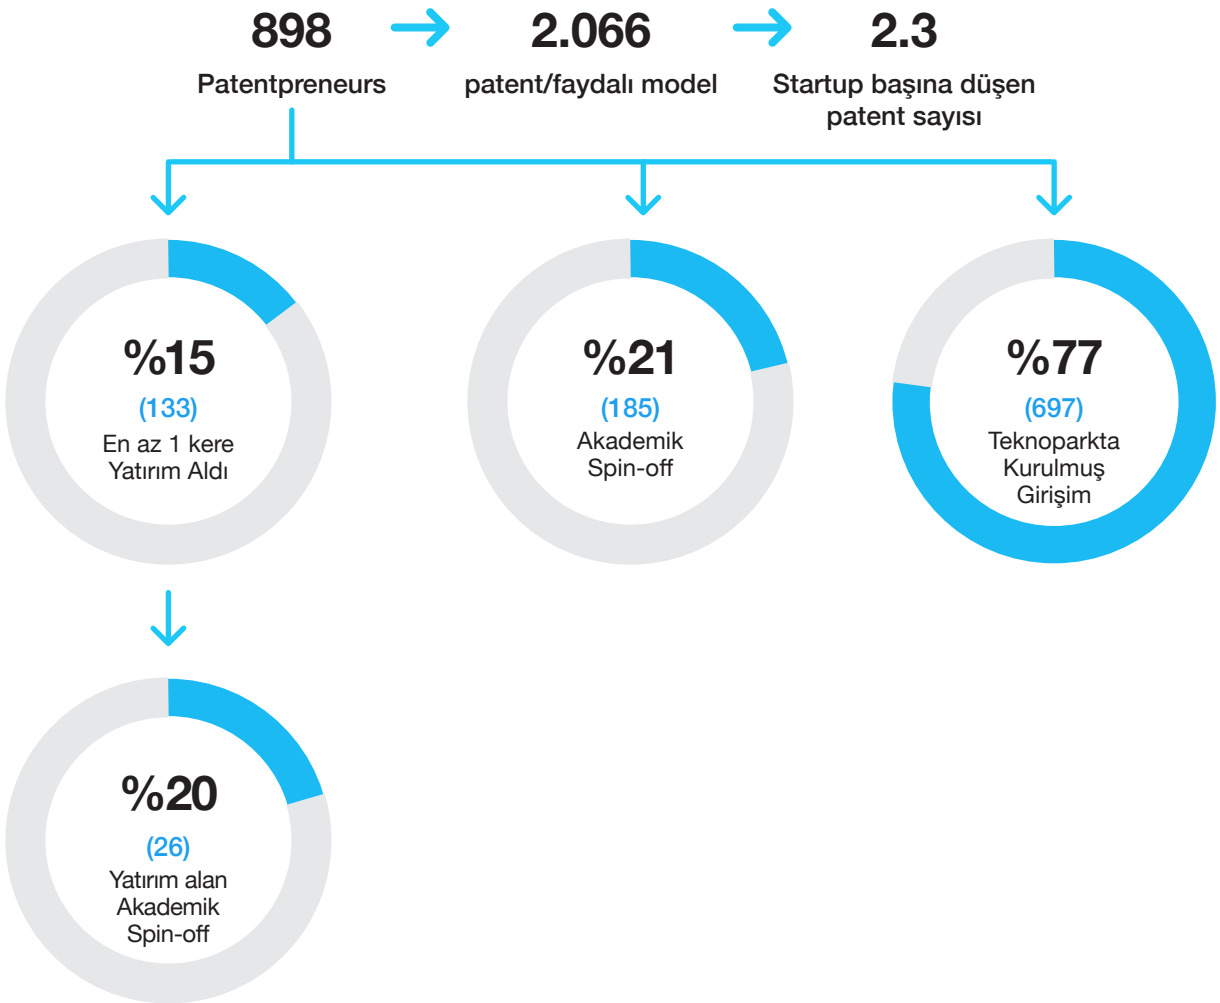 898
2.066
2.3
Patentpreneurs
patent/faydalı model
Startup başına düşen
patent sayısı
%15
(133)
En az 1 kere
Yatırım Aldı
%21
(185)
Akademik
Spin-off
%77
(697)
Teknoparkta
Kurulmuş
Girişim
%20
(26)
Yatırım alan
Akademik
Spin-off